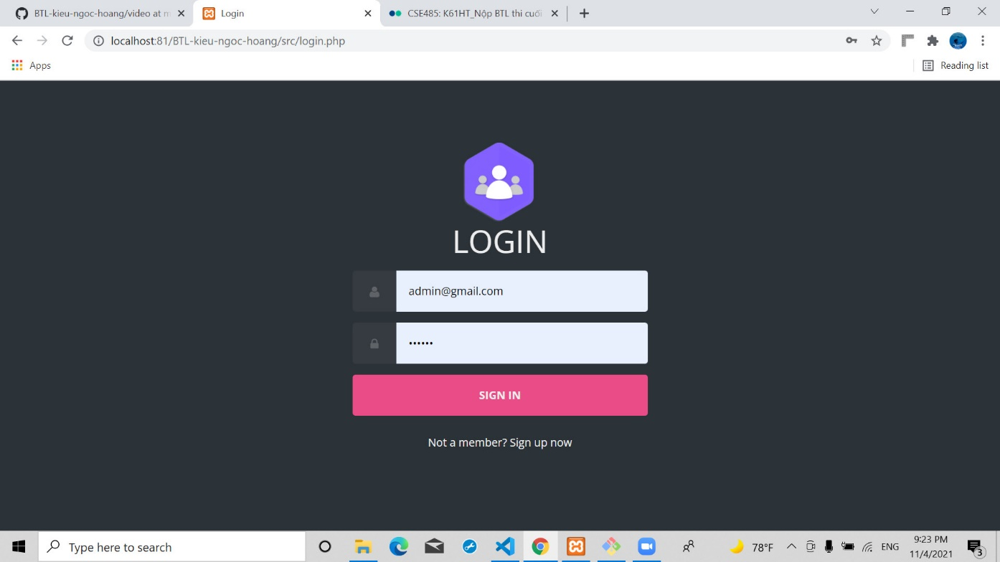 BTL-kieu-ngoc-hoang/video at m
Login
CSE485: K61HT_Nộp BTL thi cuối
localhost:81/BTL-kieu-ngoc-hoang/src/login.php
Apps
Reading list
LOGIN
admin@gmail.com
••••••
SIGN IN
Not a member? Sign up now
Type here to search
78°F
ENG
9:23 PM
11/4/2021
3